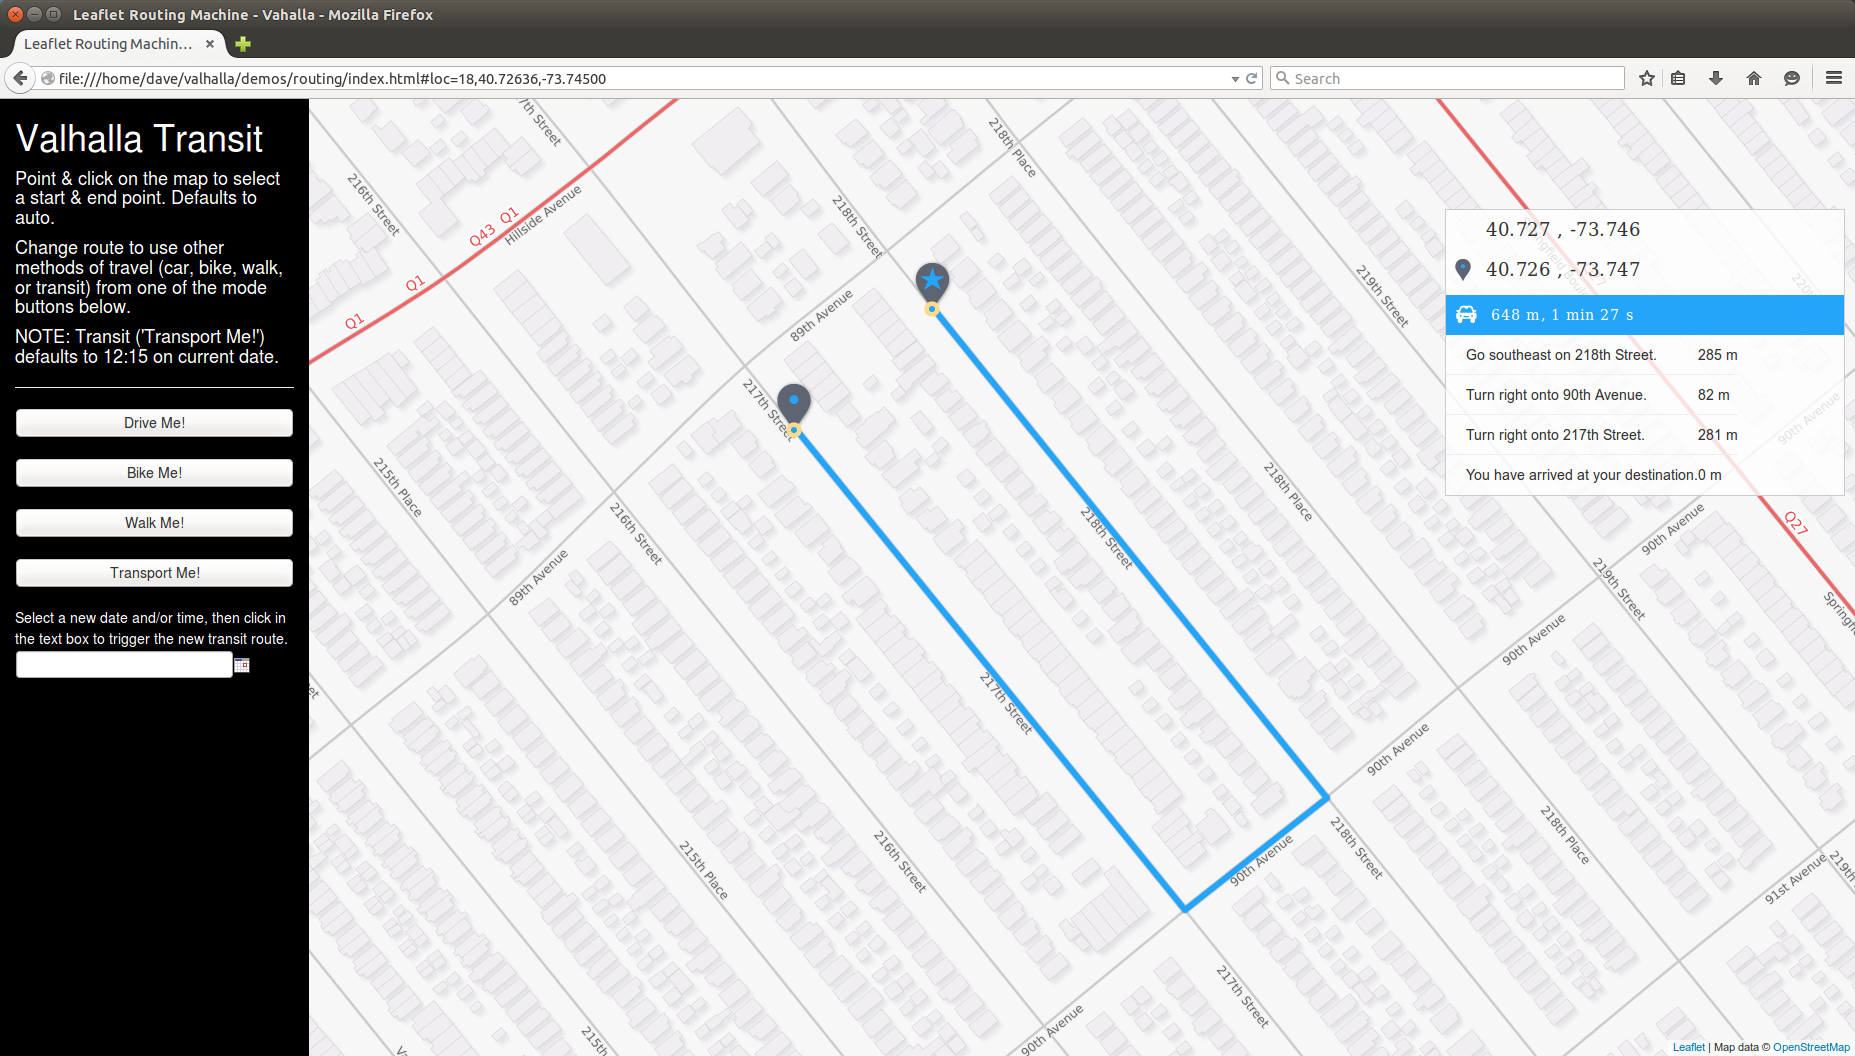 Leaflet Routing Machine - Vahalla - Mozilla Firefox
Leaflet Routing Machin...
file:///home/dave/valhalla/demos/routing/index.html#loc=18,40.72636,-73.74500
Search
Valhalla Transit
Point & click on the map to select
a start & end point. Defaults to
auto.
Change route to use other
methods of travel (car, bike, walk,
or transit) from one of the mode
buttons below.
NOTE: Transit ('Transport Me!')
defaults to 12:15 on current date.
Drive Me!
Bike Me!
Walk Me!
Transport Me!
Select a new date and/or time, then click in
the text box to trigger the new transit route.
7th Street
218th Place
216th Street
Hillside Avenue
Q43
Q1
Q1
Q1
218th Street
89th Avenue
219th Street
217th Street
215th Place
216th Street
89th Avenue
218th Place
218th Street
90th Avenue
Q27
219th Street
90th Avenue
217th Street
90th Avenue
218th Street
218th Place
90th Avenue
216th Street
215th Place
91st Avenue
219th
217th Street
90th Avenue
215th
40.727 , -73.746
40.726 , -73.747
648 m, 1 min 27 s
Go southeast on 218th Street. 285 m
Turn right onto 90th Avenue. 82 m
Turn right onto 217th Street. 281 m
You have arrived at your destination. 0 m
90th Avenue
Leaflet | Map data © OpenStreetMap